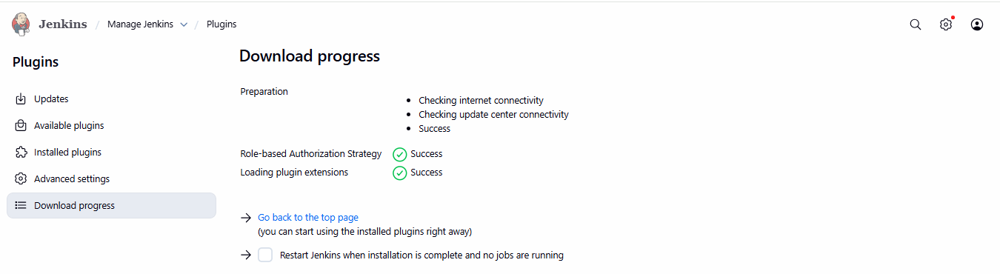 Jenkins / Manage Jenkins / Plugins
Plugins
Updates
Available plugins
Installed plugins
Advanced settings
Download progress
Download progress
Preparation
• Checking internet connectivity
• Checking update center connectivity
• Success
Role-based Authorization Strategy Success
Loading plugin extensions Success
→ Go back to the top page
(you can start using the installed plugins right away)
→ Restart Jenkins when installation is complete and no jobs are running